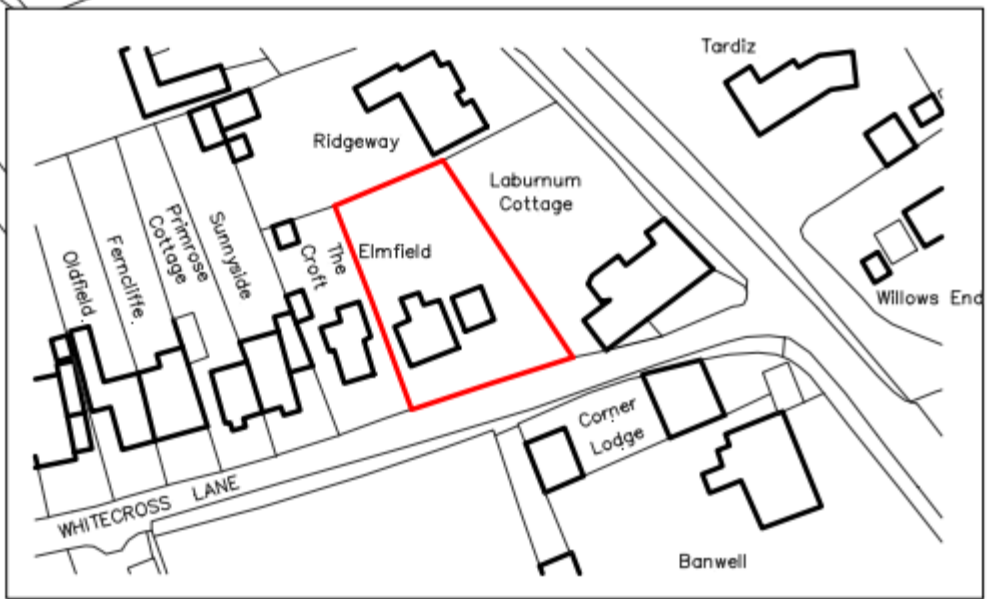 Tardiz
Ridgeway
Laburnum
Cottage
Elmfield
The
Croft
Sunnyside
Primrose
Cottage
Ferncliffe.
Oldfield.
Willows End
Corner
Lodge
WHITECROSS LANE
Banwell